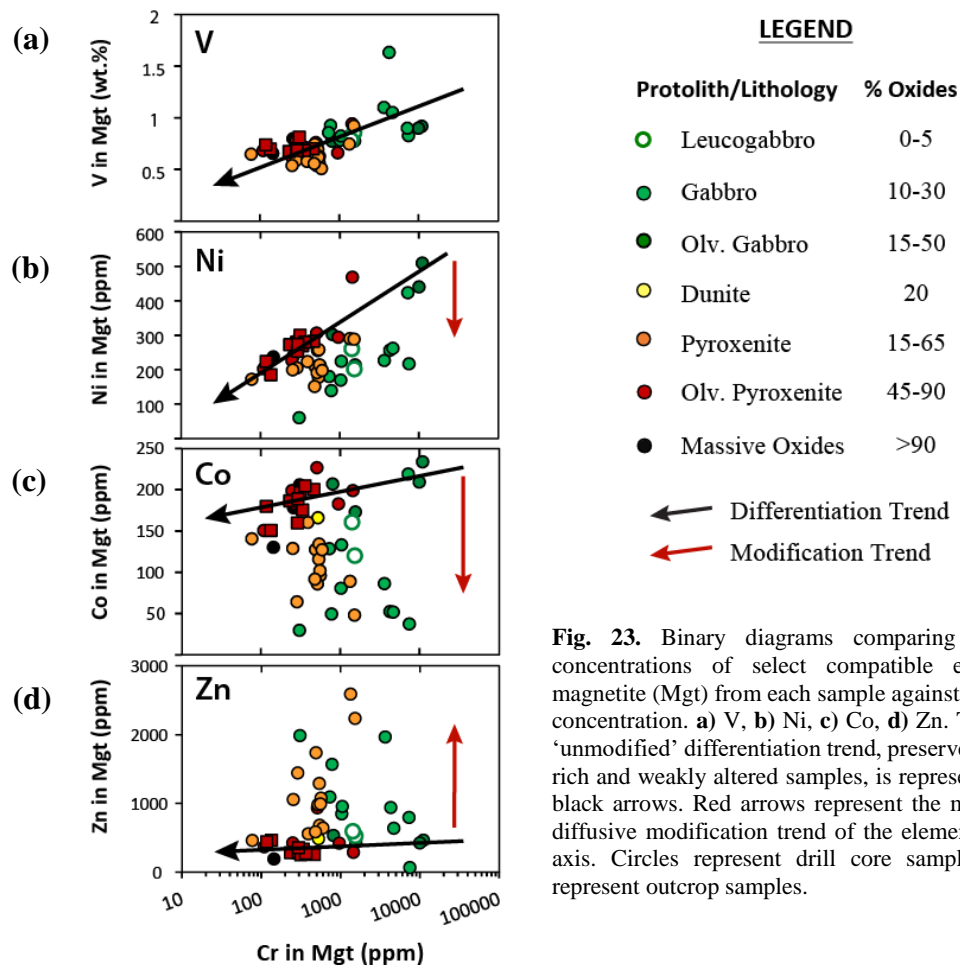 (a)
V
V in Mgt (wt.%)
2
1.5
1
0.5
(b)
Ni
Ni in Mgt (ppm)
600
500
400
300
200
100
(c)
Co
Co in Mgt (ppm)
250
200
150
100
50
(d)
Zn
Zn in Mgt (ppm)
3000
2000
1000
0
10
100
1000
10000
100000
Cr in Mgt (ppm)
LEGEND
Protolith/Lithology % Oxides
Leucogabbro 0-5
Gabbro 10-30
Olv. Gabbro 15-50
Dunite 20
Pyroxenite 15-65
Olv. Pyroxenite 45-90
Massive Oxides >90
Differentiation Trend
Modification Trend
Fig. 23. Binary diagrams comparing
concentrations of select compatible e
magnetite (Mgt) from each sample against
concentration. a) V, b) Ni, c) Co, d) Zn. T
‘unmodified’ differentiation trend, preserve
rich and weakly altered samples, is represe
black arrows. Red arrows represent the m
diffusive modification trend of the elemen
axis. Circles represent drill core sampl
represent outcrop samples.